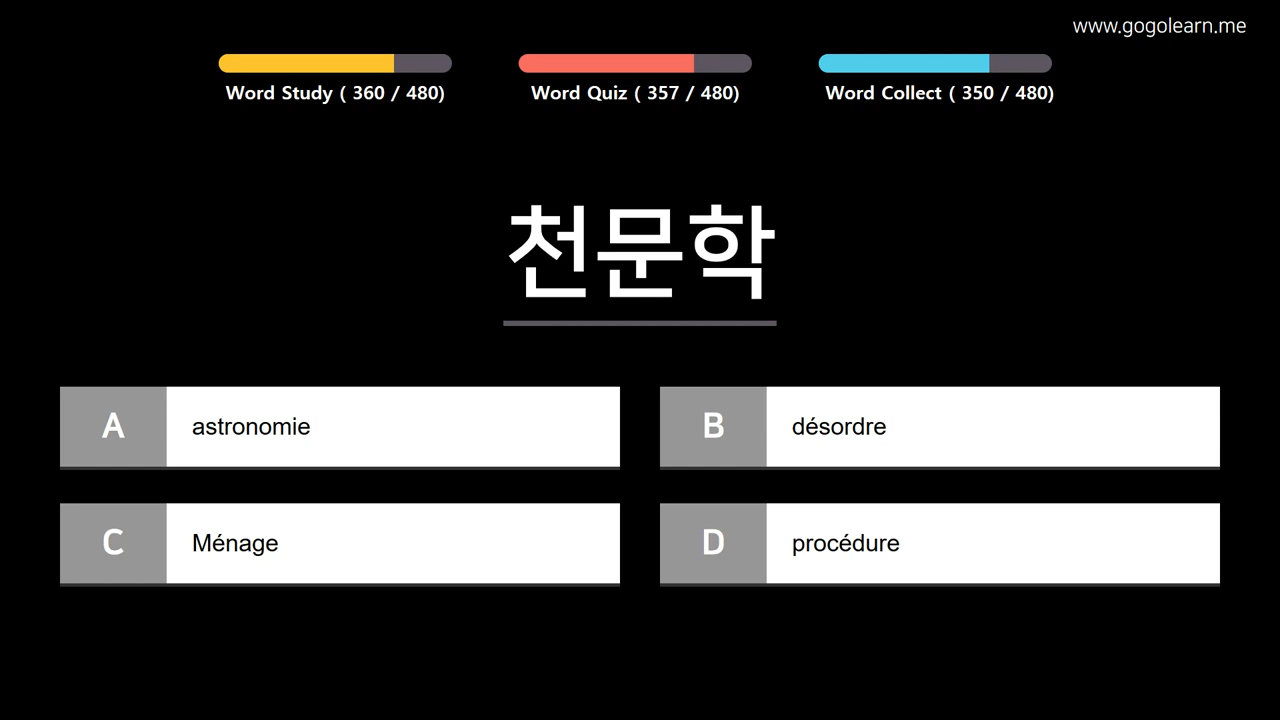 www.gogolearn.me
Word Study ( 360 / 480)
Word Quiz ( 357 / 480)
Word Collect ( 350 / 480)
천문학
A astronomie
B désordre
C Ménage
D procédure